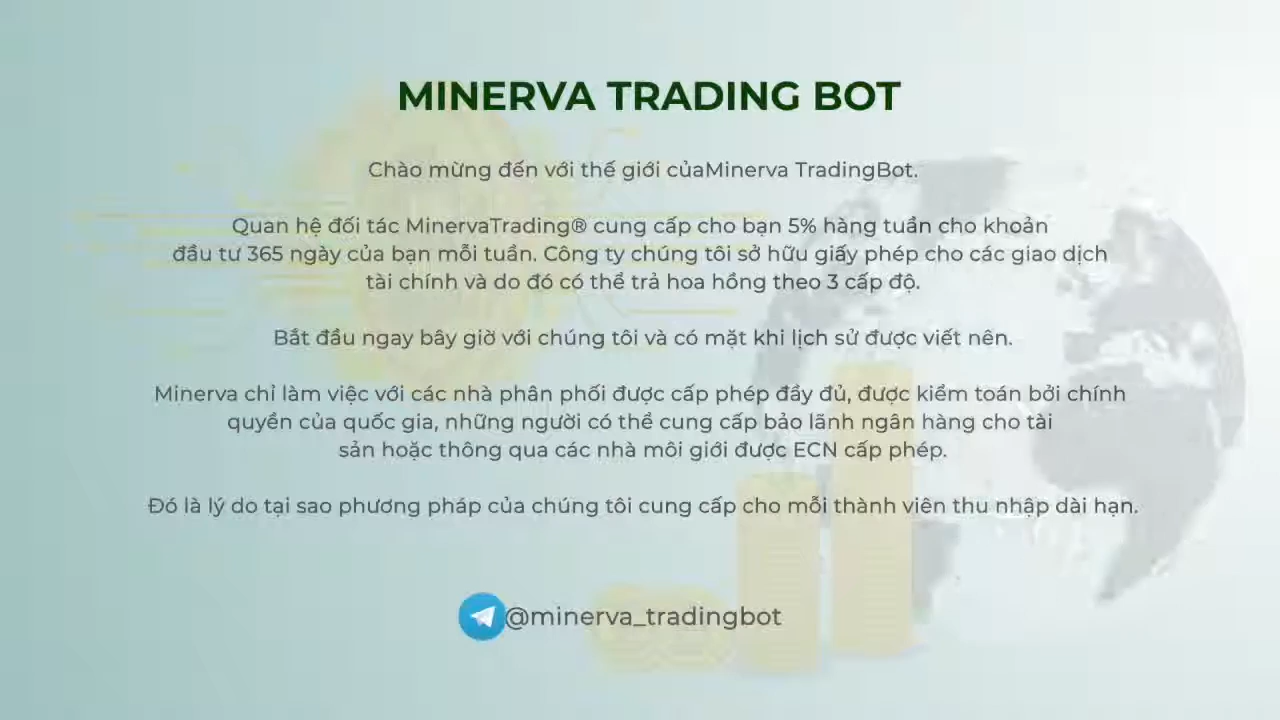 MINERVA TRADING BOT
Chào mừng đến với thế giới củaMinerva TradingBot.
Quan hệ đối tác MinervaTrading® cung cấp cho bạn 5% hàng tuần cho khoản
đầu tư 365 ngày của bạn mỗi tuần. Công ty chúng tôi sở hữu giấy phép cho các giao dịch
tài chính và do đó có thể trả hoa hồng theo 3 cấp độ.
Bắt đầu ngay bây giờ với chúng tôi và có mặt khi lịch sử được viết nên.
Minerva chỉ làm việc với các nhà phân phối được cấp phép đầy đủ, được kiểm toán bởi chính
quyền của quốc gia, những người có thể cung cấp bảo lãnh ngân hàng cho tài
sản hoặc thông qua các nhà môi giới được ECN cấp phép.
Đó là lý do tại sao phương pháp của chúng tôi cung cấp cho mỗi thành viên thu nhập dài hạn.
@minerva_tradingbot